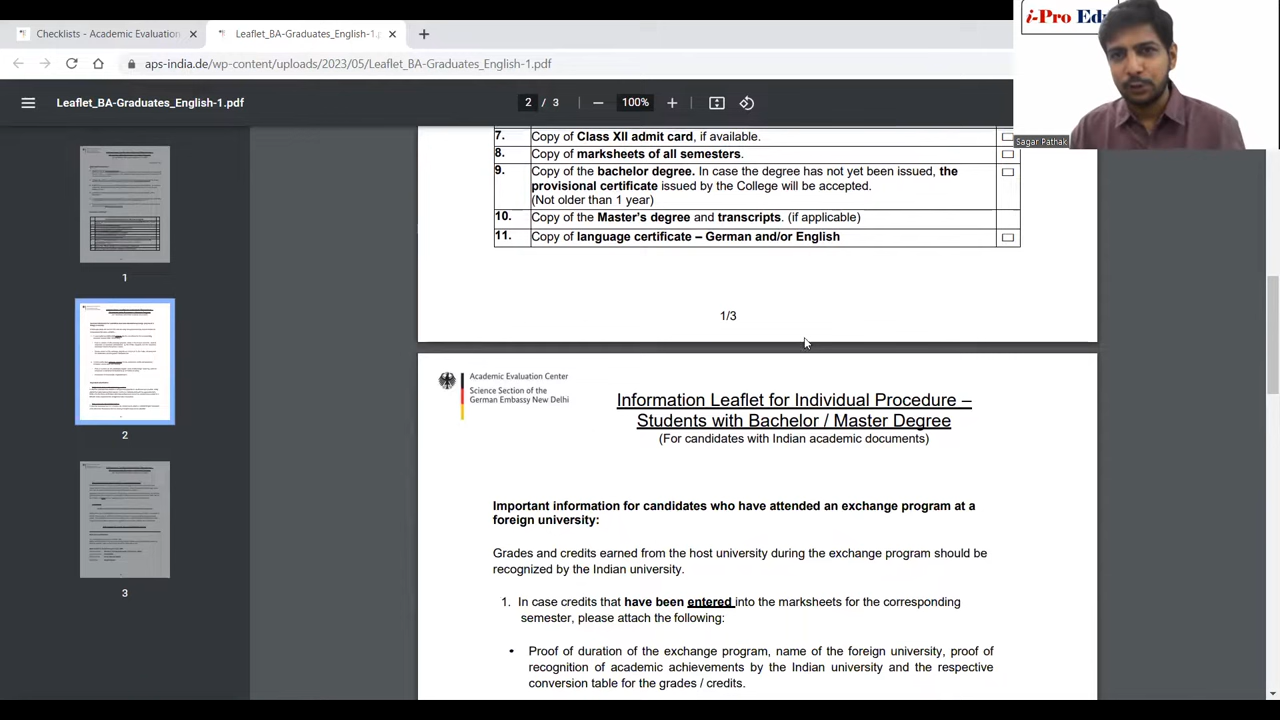 Checklists - Academic Evaluation
Leaflet_BA-Graduates_English-1.p
aps-india.de/wp-content/uploads/2023/05/Leaflet_BA-Graduates_English-1.pdf
i-Pro Edu
Sagar Pathak
Leaflet_BA-Graduates_English-1.pdf
2 / 3
100%
1
2
3
7. Copy of Class XII admit card, if available.
8. Copy of marksheets of all semesters.
9. Copy of the bachelor degree. In case the degree has not yet been issued, the
provisional certificate issued by the College will be accepted.
(Not older than 1 year)
10. Copy of the Master's degree and transcripts. (if applicable)
11. Copy of language certificate – German and/or English
1/3
Academic Evaluation Center
Science Section of the
German Embassy New Delhi
Information Leaflet for Individual Procedure –
Students with Bachelor / Master Degree
(For candidates with Indian academic documents)
Important information for candidates who have attended an exchange program at a
foreign university:
Grades and credits earned from the host university during the exchange program should be
recognized by the Indian university.
1. In case credits that have been entered into the marksheets for the corresponding
semester, please attach the following:
• Proof of duration of the exchange program, name of the foreign university, proof of
recognition of academic achievements by the Indian university and the respective
conversion table for the grades / credits.